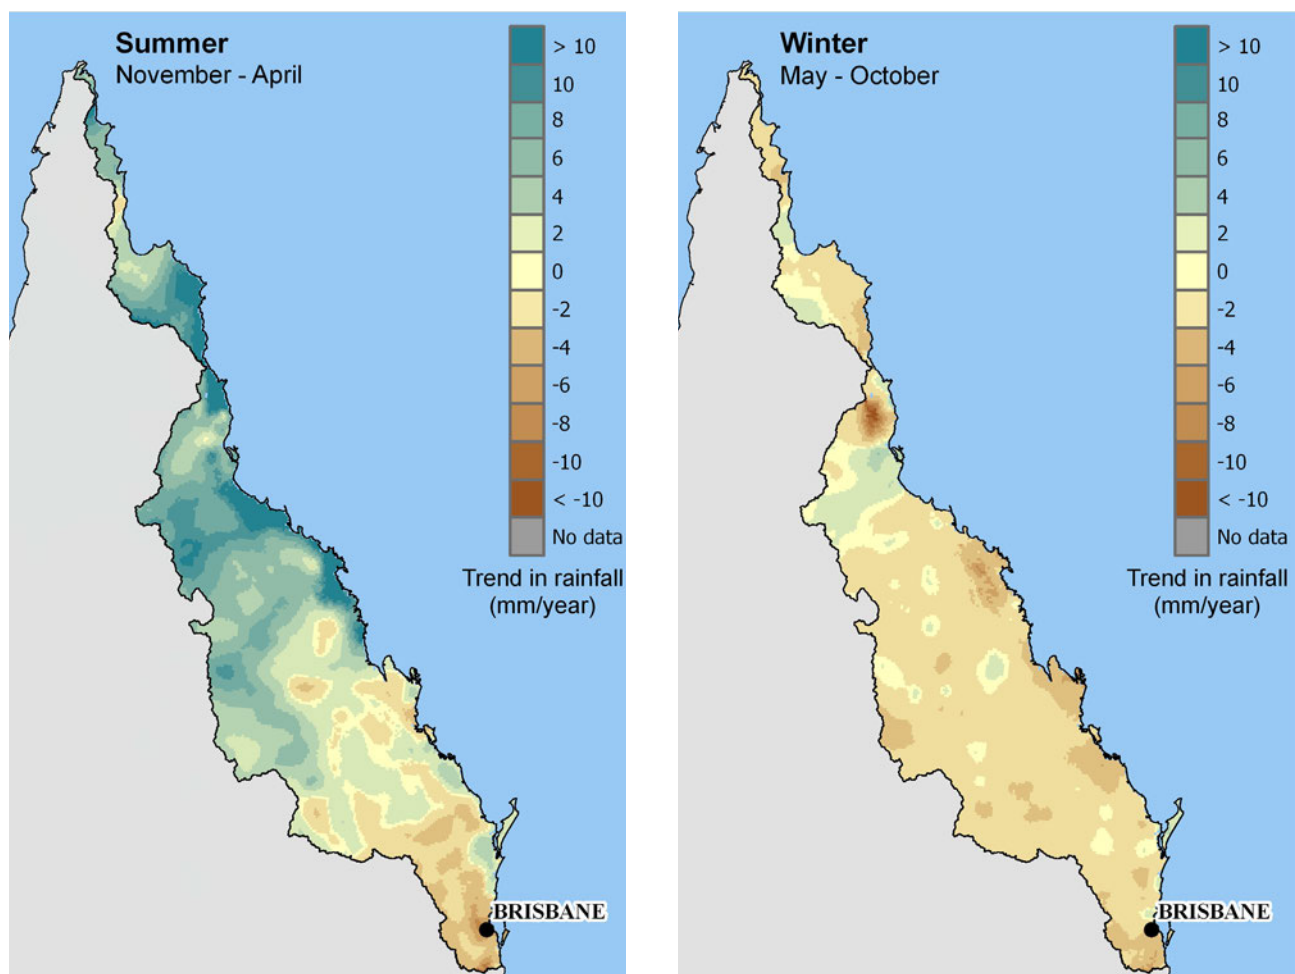 Summer
November - April
> 10
10
8
6
4
2
0
-2
-4
-6
-8
-10
< -10
No data
Trend in rainfall
(mm/year)
BRISBANE
Winter
May - October
> 10
10
8
6
4
2
0
-2
-4
-6
-8
-10
< -10
No data
Trend in rainfall
(mm/year)
BRISBANE